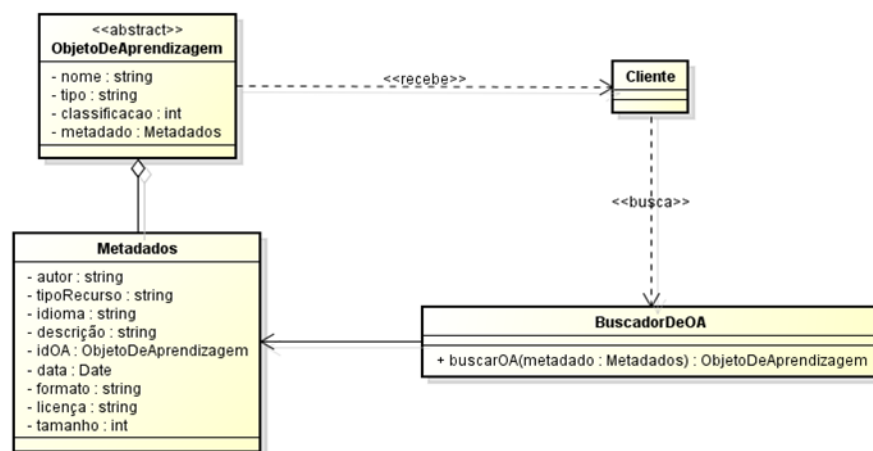 <<abstract>>
ObjetoDeAprendizagem
- nome : string
- tipo : string
- classificacao : int
- metadado : Metadados
<<recebe>>
Cliente
<<busca>>
Metadados
- autor : string
- tipoRecurso : string
- idioma : string
- descrição : string
- idOA : ObjetoDeAprendizagem
- data : Date
- formato : string
- licença : string
- tamanho : int
BuscadorDeOA
+ buscarOA(metadado : Metadados) : ObjetoDeAprendizagem